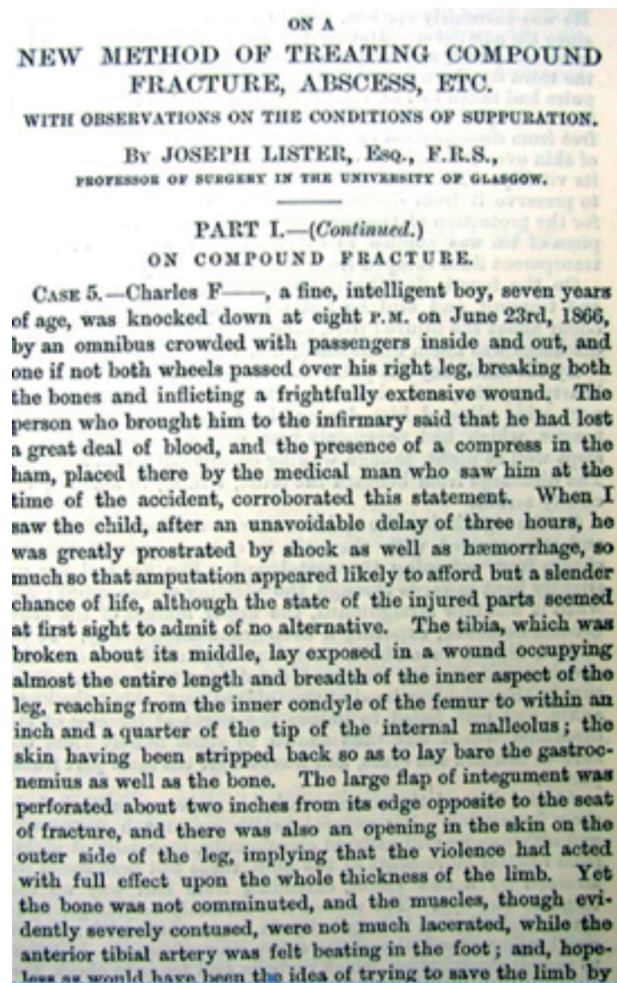 ON A
NEW METHOD OF TREATING COMPOUND
FRACTURE, ABSCESS, ETC.
WITH OBSERVATIONS ON THE CONDITIONS OF SUPPURATION.
By JOSEPH LISTER, Esq., F.R.S.,
PROFESSOR OF SURGERY IN THE UNIVERSITY OF GLASGOW.
PART I.—(Continued.)
ON COMPOUND FRACTURE.
CASE 5.—Charles F——, a fine, intelligent boy, seven years
of age, was knocked down at eight P.M. on June 23rd, 1866,
by an omnibus crowded with passengers inside and out, and
one if not both wheels passed over his right leg, breaking both
the bones and inflicting a frightfully extensive wound. The
person who brought him to the infirmary said that he had lost
a great deal of blood, and the presence of a compress in the
ham, placed there by the medical man who saw him at the
time of the accident, corroborated this statement. When I
saw the child, after an unavoidable delay of three hours, he
was greatly prostrated by shock as well as hæmorrhage, so
much so that amputation appeared likely to afford but a slender
chance of life, although the state of the injured parts seemed
at first sight to admit of no alternative. The tibia, which was
broken about its middle, lay exposed in a wound occupying
almost the entire length and breadth of the inner aspect of the
leg, reaching from the inner condyle of the femur to within an
inch and a quarter of the tip of the internal malleolus; the
skin having been stripped back so as to lay bare the gastroc-
nemius as well as the bone. The large flap of integument was
perforated about two inches from its edge opposite to the seat
of fracture, and there was also an opening in the skin on the
outer side of the leg, implying that the violence had acted
with full effect upon the whole thickness of the limb. Yet
the bone was not comminuted, and the muscles, though evi-
dently severely contused, were not much lacerated, while the
anterior tibial artery was felt beating in the foot; and, hope-
less as would have been the idea of trying to save the limb by